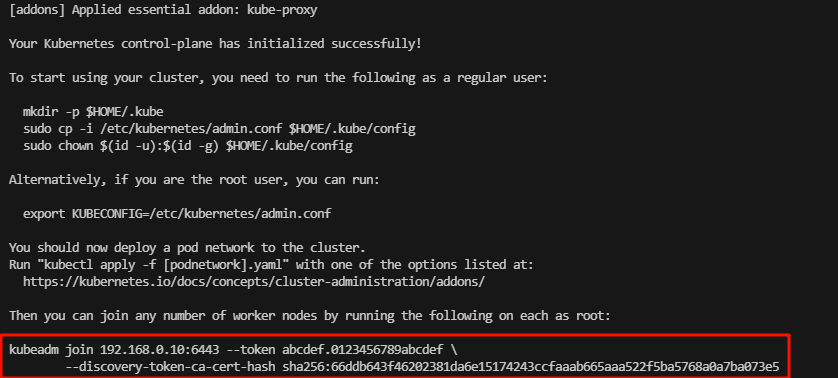 [addons] Applied essential addon: kube-proxy
Your Kubernetes control-plane has initialized successfully!
To start using your cluster, you need to run the following as a regular user:
mkdir -p $HOME/.kube
sudo cp -i /etc/kubernetes/admin.conf $HOME/.kube/config
sudo chown $(id -u):$(id -g) $HOME/.kube/config
Alternatively, if you are the root user, you can run:
export KUBECONFIG=/etc/kubernetes/admin.conf
You should now deploy a pod network to the cluster.
Run "kubectl apply -f [podnetwork].yaml" with one of the options listed at:
https://kubernetes.io/docs/concepts/cluster-administration/addons/
Then you can join any number of worker nodes by running the following on each as root:
kubeadm join 192.168.0.10:6443 --token abcdef.0123456789abcdef \
--discovery-token-ca-cert-hash sha256:66ddb643f46202381da6e15174243ccfaaab665aaa522f5ba5768a0a7ba073e5